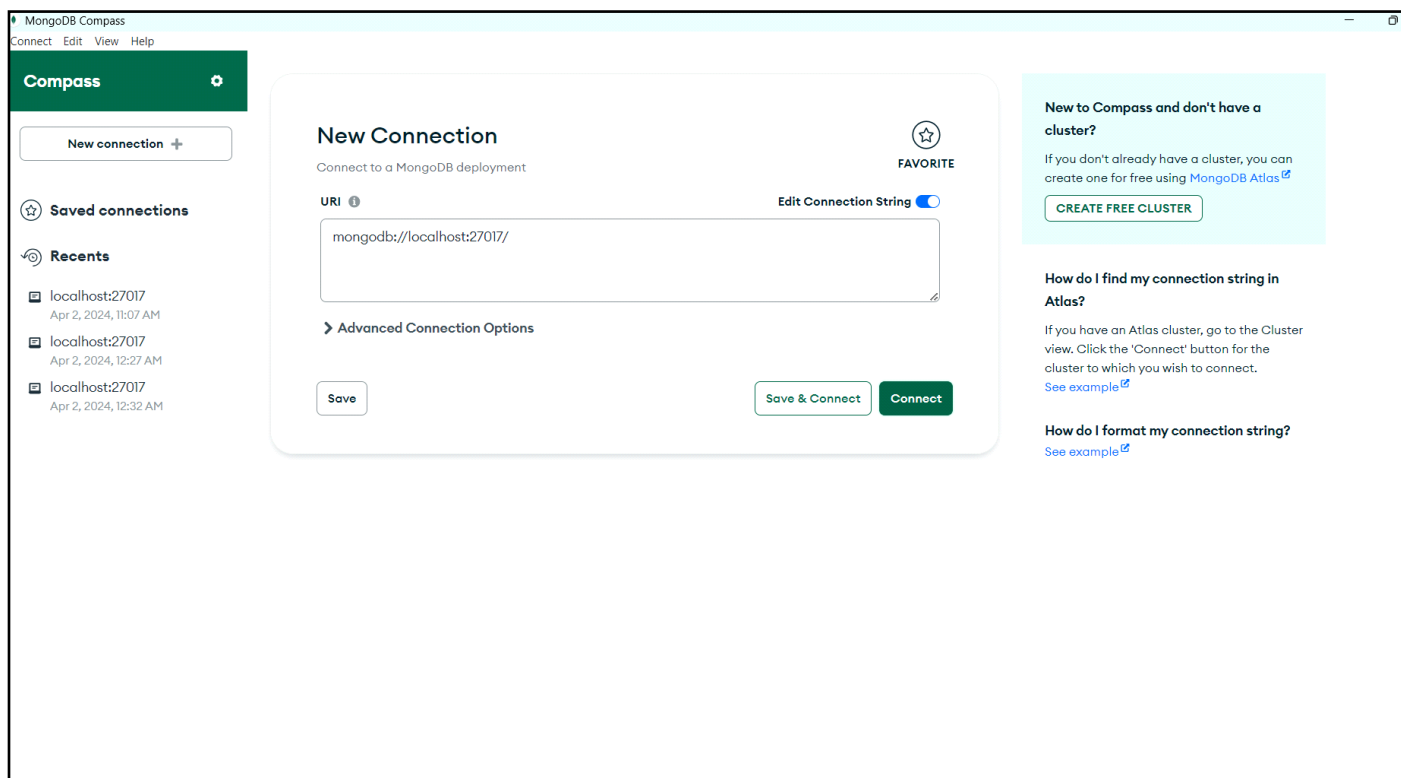 MongoDB Compass
Connect Edit View Help
Compass
New connection
Saved connections
Recents
localhost:27017
Apr 2, 2024, 11:07 AM
localhost:27017
Apr 2, 2024, 12:27 AM
localhost:27017
Apr 2, 2024, 12:32 AM
New Connection
FAVORITE
Connect to a MongoDB deployment
URI
Edit Connection String
mongodb://localhost:27017/
Advanced Connection Options
Save
Save & Connect
Connect
New to Compass and don't have a
cluster?
If you don't already have a cluster, you can
create one for free using MongoDB Atlas
CREATE FREE CLUSTER
How do I find my connection string in
Atlas?
If you have an Atlas cluster, go to the Cluster
view. Click the 'Connect' button for the
cluster to which you wish to connect.
See example
How do I format my connection string?
See example